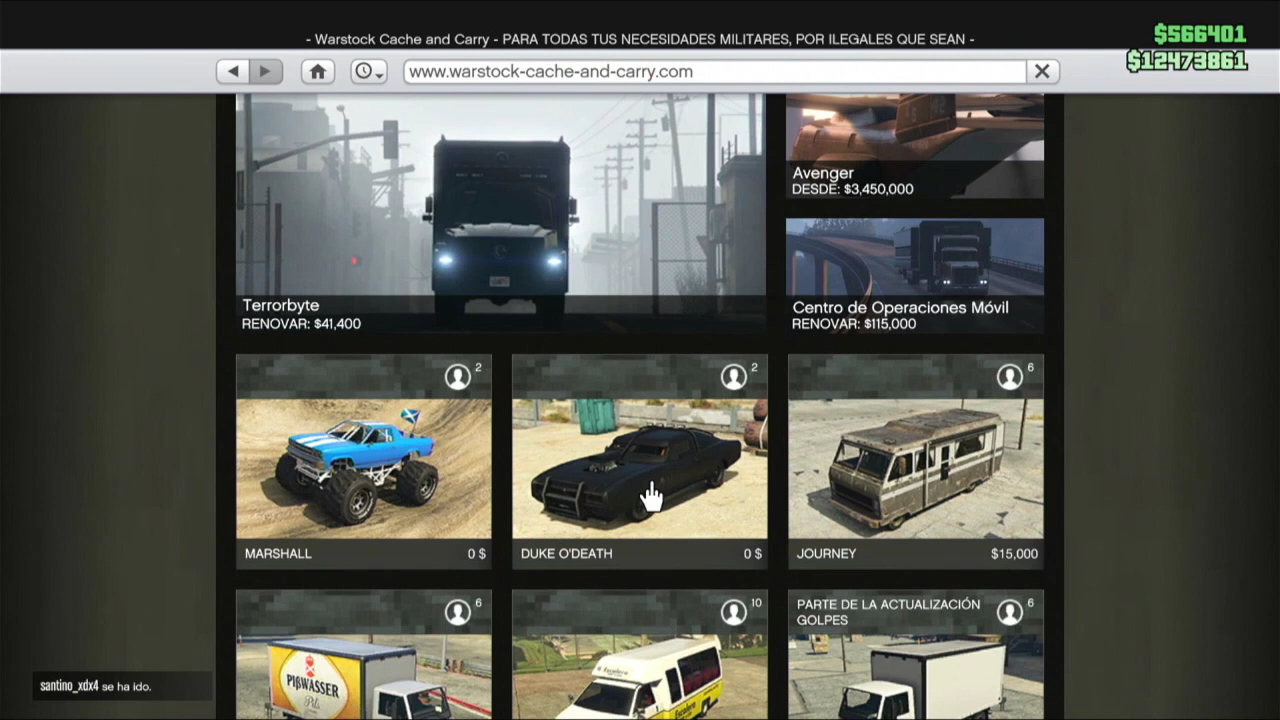 - Warstock Cache and Carry - PARA TODAS TUS NECESIDADES MILITARES, POR ILEGALES QUE SEAN -
$566401
$12473861
www.warstock-cache-and-carry.com
Avenger
DESDE: $3,450,000
Terrorbyte
RENOVAR: $41,400
Centro de Operaciones Móvil
RENOVAR: $115,000
2
2
6
MARSHALL 0 $
DUKE O'DEATH 0 $
JOURNEY $15,000
6
10
PARTE DE LA ACTUALIZACIÓN
GOLPES
6
PIßWASSER
Pils
Escalera
Escalera
santino_xdx4 se ha ido.